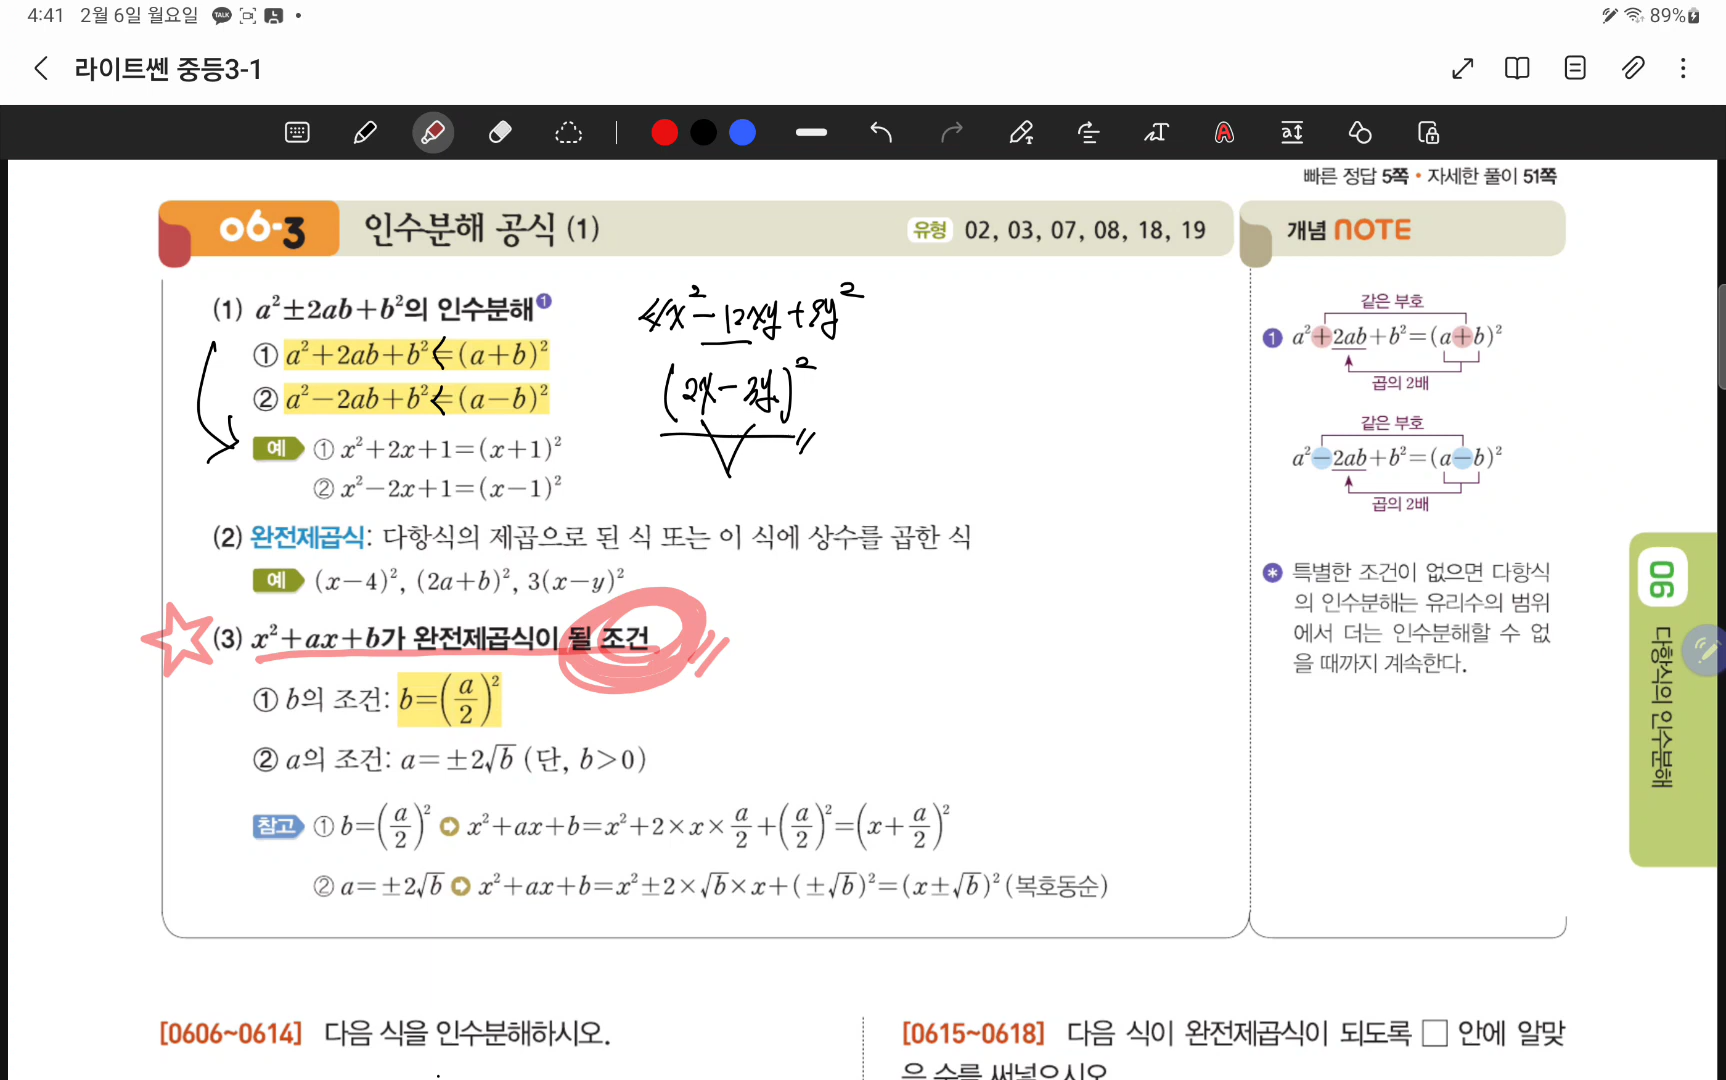 4:41 2월 6일 월요일 TALK 89%
라이트쎈 중등3-1
빠른 정답 5쪽 • 자세한 풀이 51쪽
06-3 인수분해 공식 (1) 유형 02, 03, 07, 08, 18, 19
(1) a²±2ab+b²의 인수분해❶
① a²+2ab+b²=(a+b)²
② a²-2ab+b²=(a-b)²
예 ① x²+2x+1=(x+1)²
② x²-2x+1=(x-1)²
4x²-12xy+9y²
(2x-3y)²
(2) 완전제곱식: 다항식의 제곱으로 된 식 또는 이 식에 상수를 곱한 식
예 (x-4)², (2a+b)², 3(x-y)²
(3) x²+ax+b가 완전제곱식이 될 조건
① b의 조건: b=(a/2)²
② a의 조건: a=±2√b (단, b>0)
참고 ① b=(a/2)² ➡ x²+ax+b=x²+2×x×a/2+(a/2)²=(x+a/2)²
② a=±2√b ➡ x²+ax+b=x²±2×√b×x+(±√b)²=(x±√b)² (복호동순)
개념 NOTE
같은 부호
❶ a²+2ab+b²=(a+b)²
곱의 2배
같은 부호
a²-2ab+b²=(a-b)²
곱의 2배
* 특별한 조건이 없으면 다항식
의 인수분해는 유리수의 범위
에서 더는 인수분해할 수 없
을 때까지 계속한다.
06 다항식의 인수분해
[0606~0614] 다음 식을 인수분해하시오.
[0615~0618] 다음 식이 완전제곱식이 되도록 □ 안에 알맞
은 수를 써넣으시오